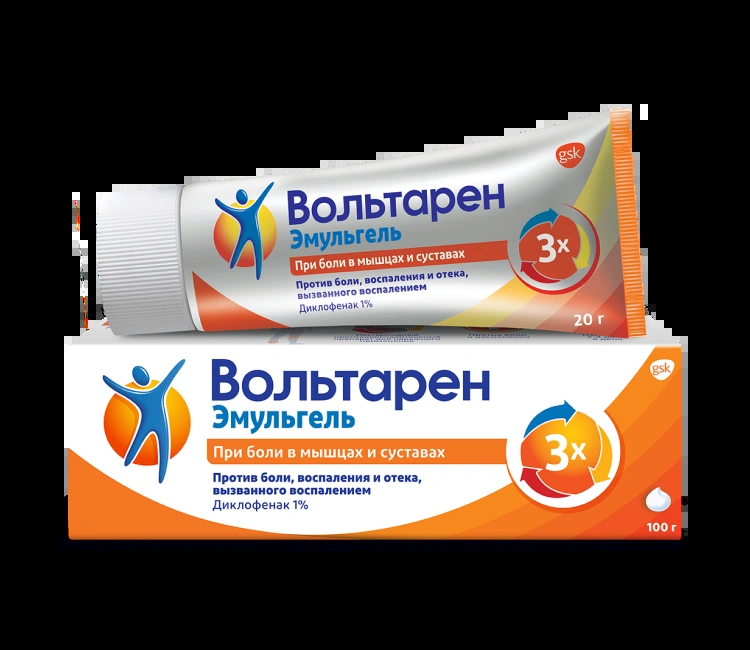 gsk
Вольтарен
Эмульгель
При боли в мышцах и суставах
Против боли, воспаления и отека,
вызванного воспалением
Диклофенак 1%
3x
20 г
gsk
Вольтарен
Эмульгель
При боли в мышцах и суставах
Против боли, воспаления и отека,
вызванного воспалением
Диклофенак 1%
3x
100 г